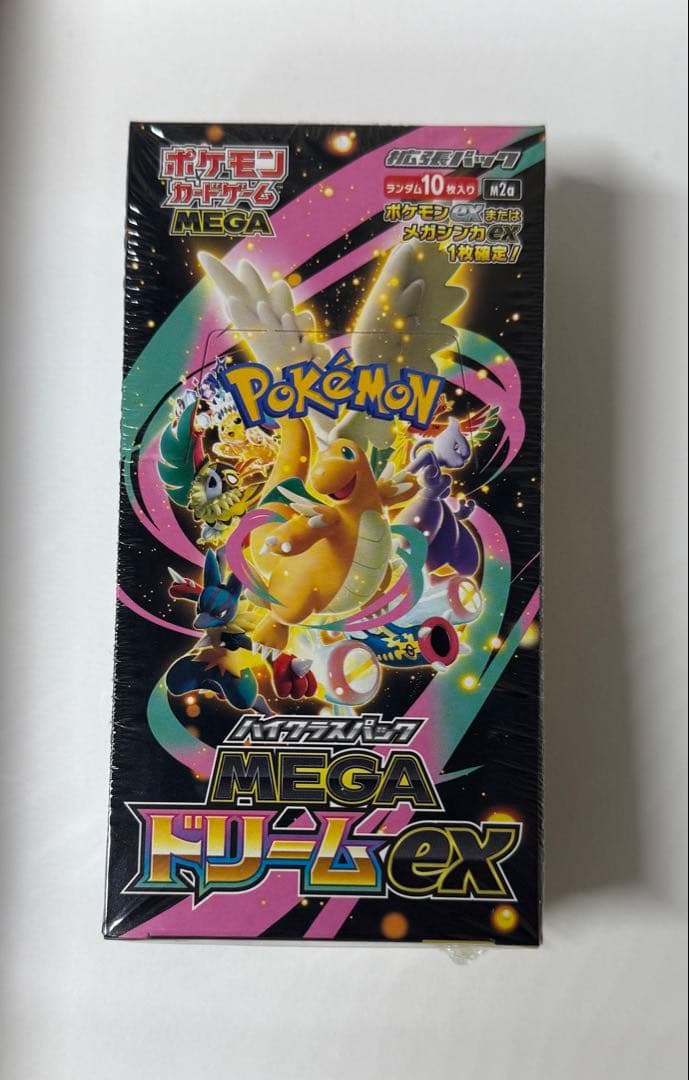 ポケモン
カードゲーム
MEGA
拡張パック
ランダム10枚入り M2a
ポケモンexまたは
メガシンカex
1枚確定!
POKéMON
ハイクラスパック
MEGA
ドリームex